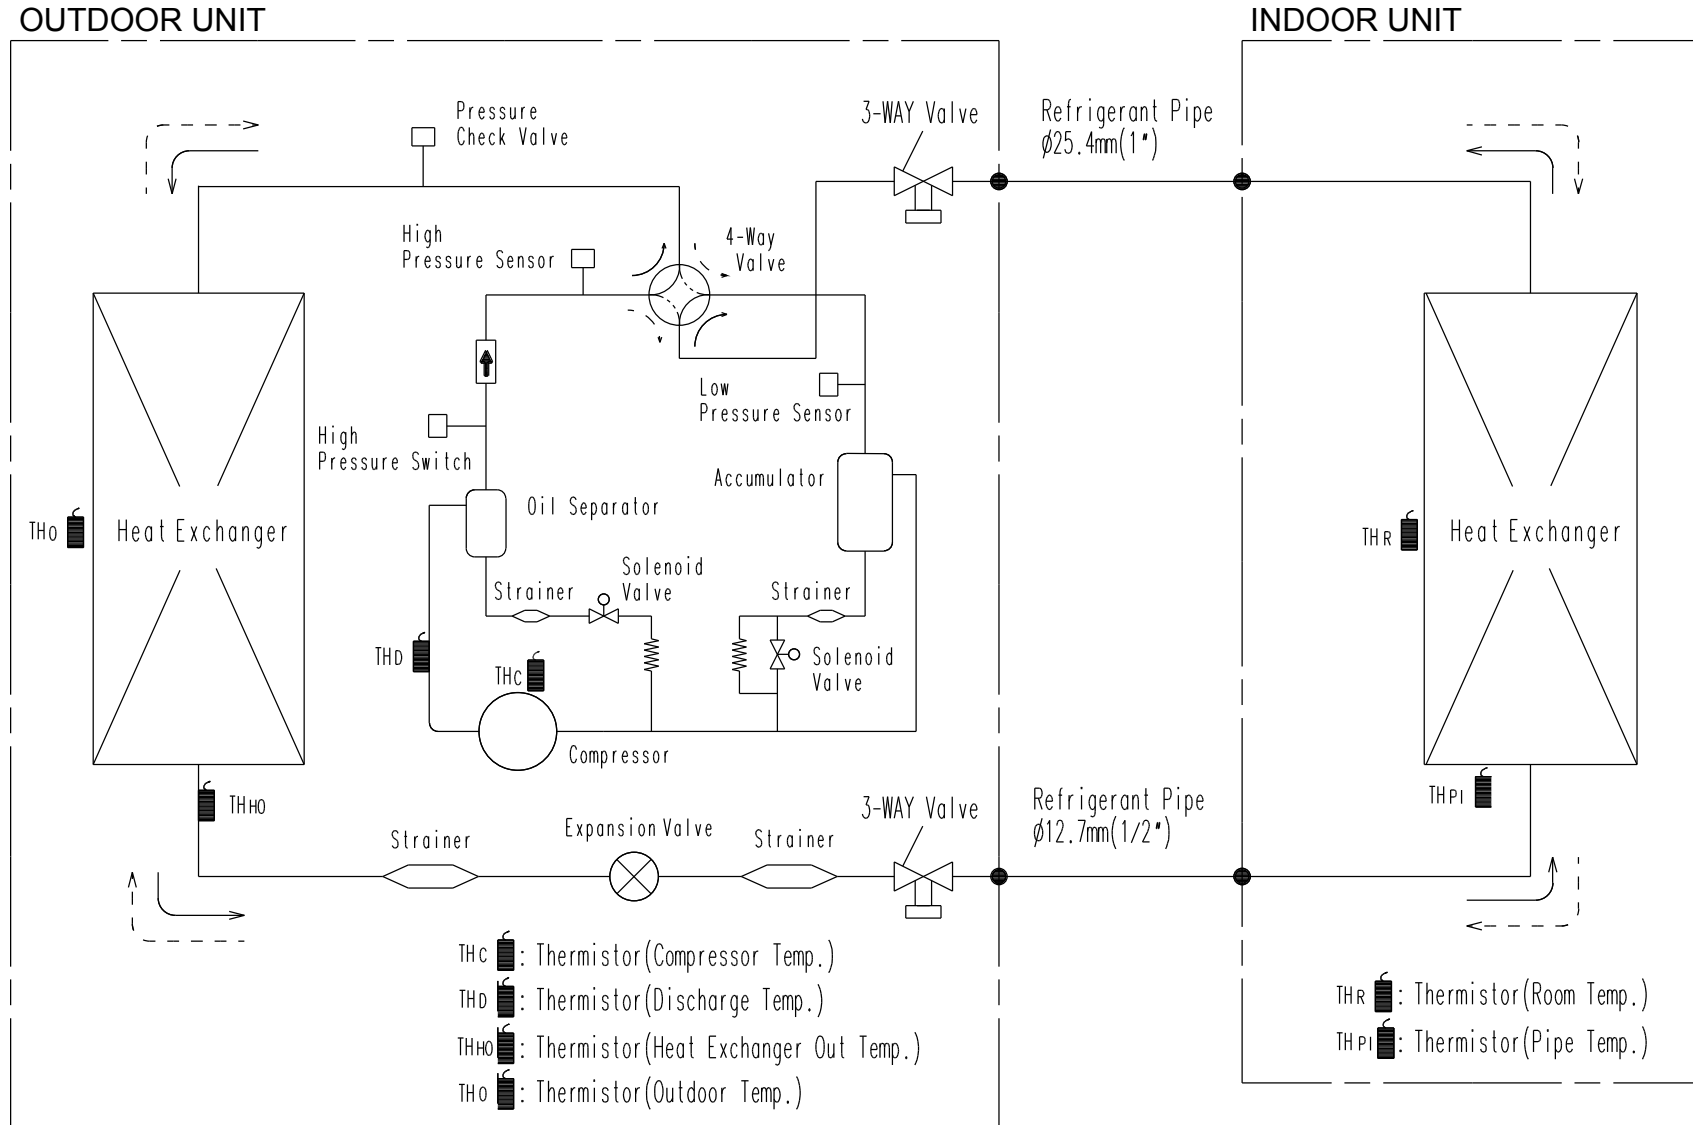 OUTDOOR UNIT
INDOOR UNIT
Pressure
Check Valve
3-WAY Valve
Refrigerant Pipe
Ø25.4mm(1")
High
Pressure Sensor
4-Way
Valve
Low
Pressure Sensor
High
Pressure Switch
Accumulator
Oil Separator
THO
Heat Exchanger
THR
Heat Exchanger
Solenoid
Valve
Strainer
Strainer
THD
THC
Solenoid
Valve
Compressor
THHO
THPI
3-WAY Valve
Refrigerant Pipe
Ø12.7mm(1/2")
Strainer
Expansion Valve
Strainer
THC : Thermistor(Compressor Temp.)
THD : Thermistor(Discharge Temp.)
THHO : Thermistor(Heat Exchanger Out Temp.)
THO : Thermistor(Outdoor Temp.)
THR : Thermistor(Room Temp.)
THPI : Thermistor(Pipe Temp.)